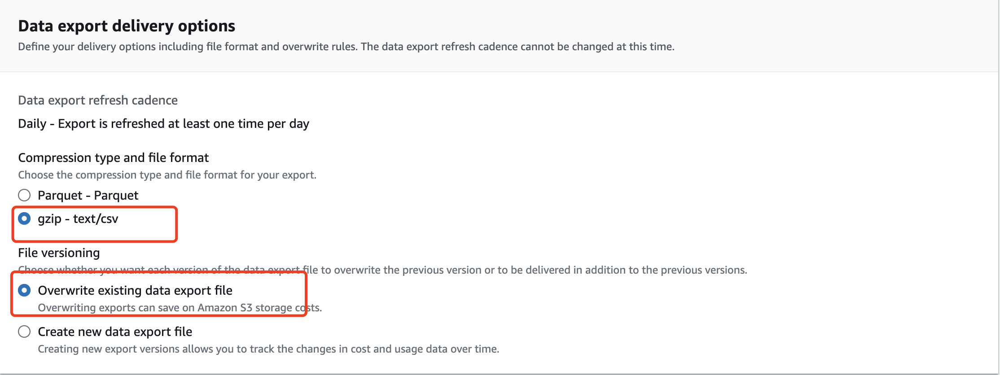 Data export delivery options
Define your delivery options including file format and overwrite rules. The data export refresh cadence cannot be changed at this time.
Data export refresh cadence
Daily - Export is refreshed at least one time per day
Compression type and file format
Choose the compression type and file format for your export.
Parquet - Parquet
gzip - text/csv
File versioning
Choose whether you want each version of the data export file to overwrite the previous version or to be delivered in addition to the previous versions.
Overwrite existing data export file
Overwriting exports can save on Amazon S3 storage costs.
Create new data export file
Creating new export versions allows you to track the changes in cost and usage data over time.